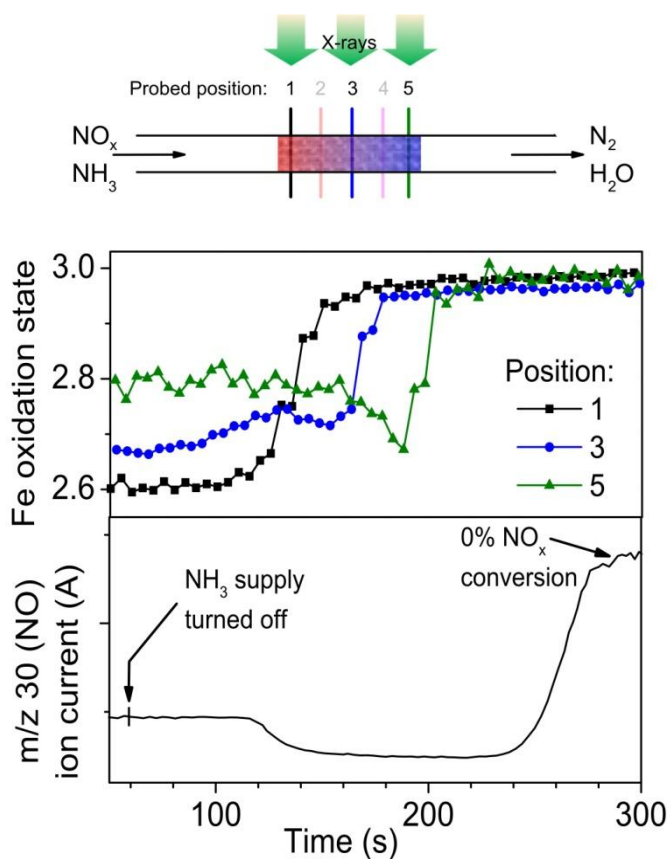 X-rays
Probed position: 1 2 3 4 5
NOₓ
NH₃
N₂
H₂O
Fe oxidation state
3.0
2.8
2.6
Position:
1
3
5
m/z 30 (NO)
ion current (A)
NH₃ supply
turned off
0% NOₓ
conversion
100 200 300
Time (s)